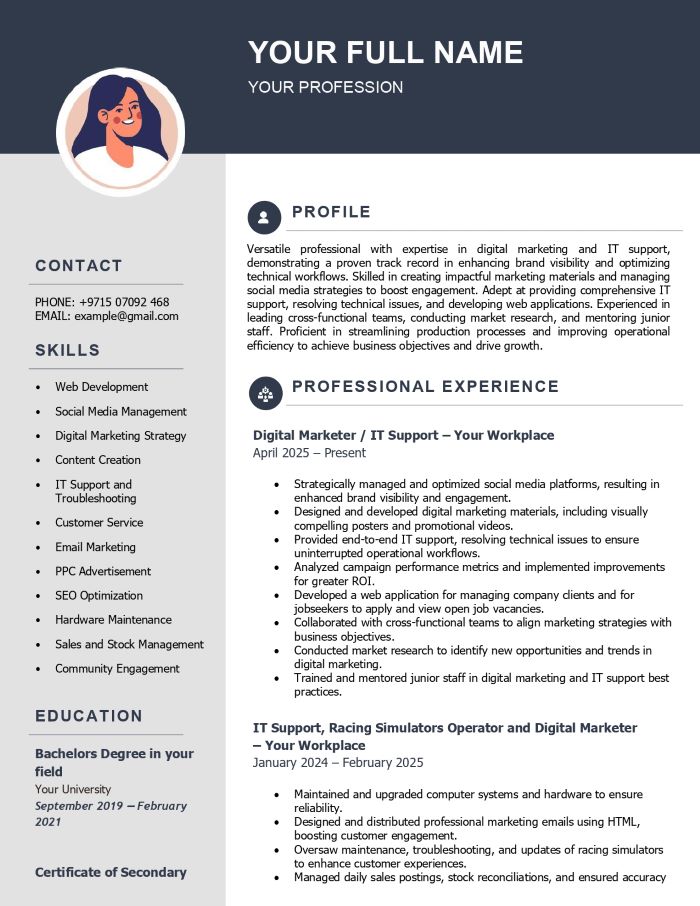 YOUR FULL NAME
YOUR PROFESSION
CONTACT
PHONE: +9715 07092 468
EMAIL: example@gmail.com
SKILLS
• Web Development
• Social Media Management
• Digital Marketing Strategy
• Content Creation
• IT Support and
Troubleshooting
• Customer Service
• Email Marketing
• PPC Advertisement
• SEO Optimization
• Hardware Maintenance
• Sales and Stock Management
• Community Engagement
EDUCATION
Bachelors Degree in your
field
Your University
September 2019 – February
2021
Certificate of Secondary
PROFILE
Versatile professional with expertise in digital marketing and IT support,
demonstrating a proven track record in enhancing brand visibility and optimizing
technical workflows. Skilled in creating impactful marketing materials and managing
social media strategies to boost engagement. Adept at providing comprehensive IT
support, resolving technical issues, and developing web applications. Experienced in
leading cross-functional teams, conducting market research, and mentoring junior
staff. Proficient in streamlining production processes and improving operational
efficiency to achieve business objectives and drive growth.
PROFESSIONAL EXPERIENCE
Digital Marketer / IT Support – Your Workplace
April 2025 – Present
• Strategically managed and optimized social media platforms, resulting in
enhanced brand visibility and engagement.
• Designed and developed digital marketing materials, including visually
compelling posters and promotional videos.
• Provided end-to-end IT support, resolving technical issues to ensure
uninterrupted operational workflows.
• Analyzed campaign performance metrics and implemented improvements
for greater ROI.
• Developed a web application for managing company clients and for
jobseekers to apply and view open job vacancies.
• Collaborated with cross-functional teams to align marketing strategies with
business objectives.
• Conducted market research to identify new opportunities and trends in
digital marketing.
• Trained and mentored junior staff in digital marketing and IT support best
practices.
IT Support, Racing Simulators Operator and Digital Marketer
– Your Workplace
January 2024 – February 2025
• Maintained and upgraded computer systems and hardware to ensure
reliability.
• Designed and distributed professional marketing emails using HTML,
boosting customer engagement.
• Oversaw maintenance, troubleshooting, and updates of racing simulators
to enhance customer experiences.
• Managed daily sales postings, stock reconciliations, and ensured accuracy